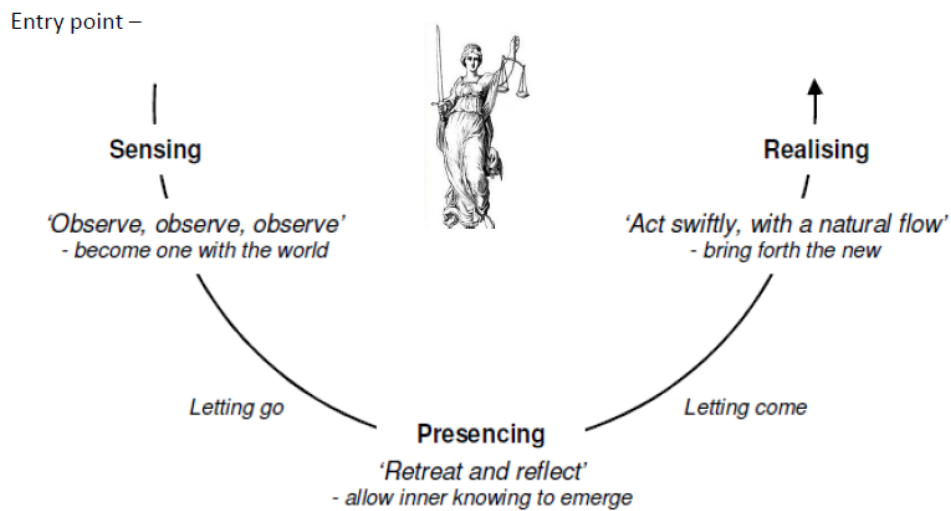 Entry point –
Sensing
Realising
'Observe, observe, observe'
- become one with the world
'Act swiftly, with a natural flow'
- bring forth the new
Letting go
Letting come
Presencing
'Retreat and reflect'
- allow inner knowing to emerge